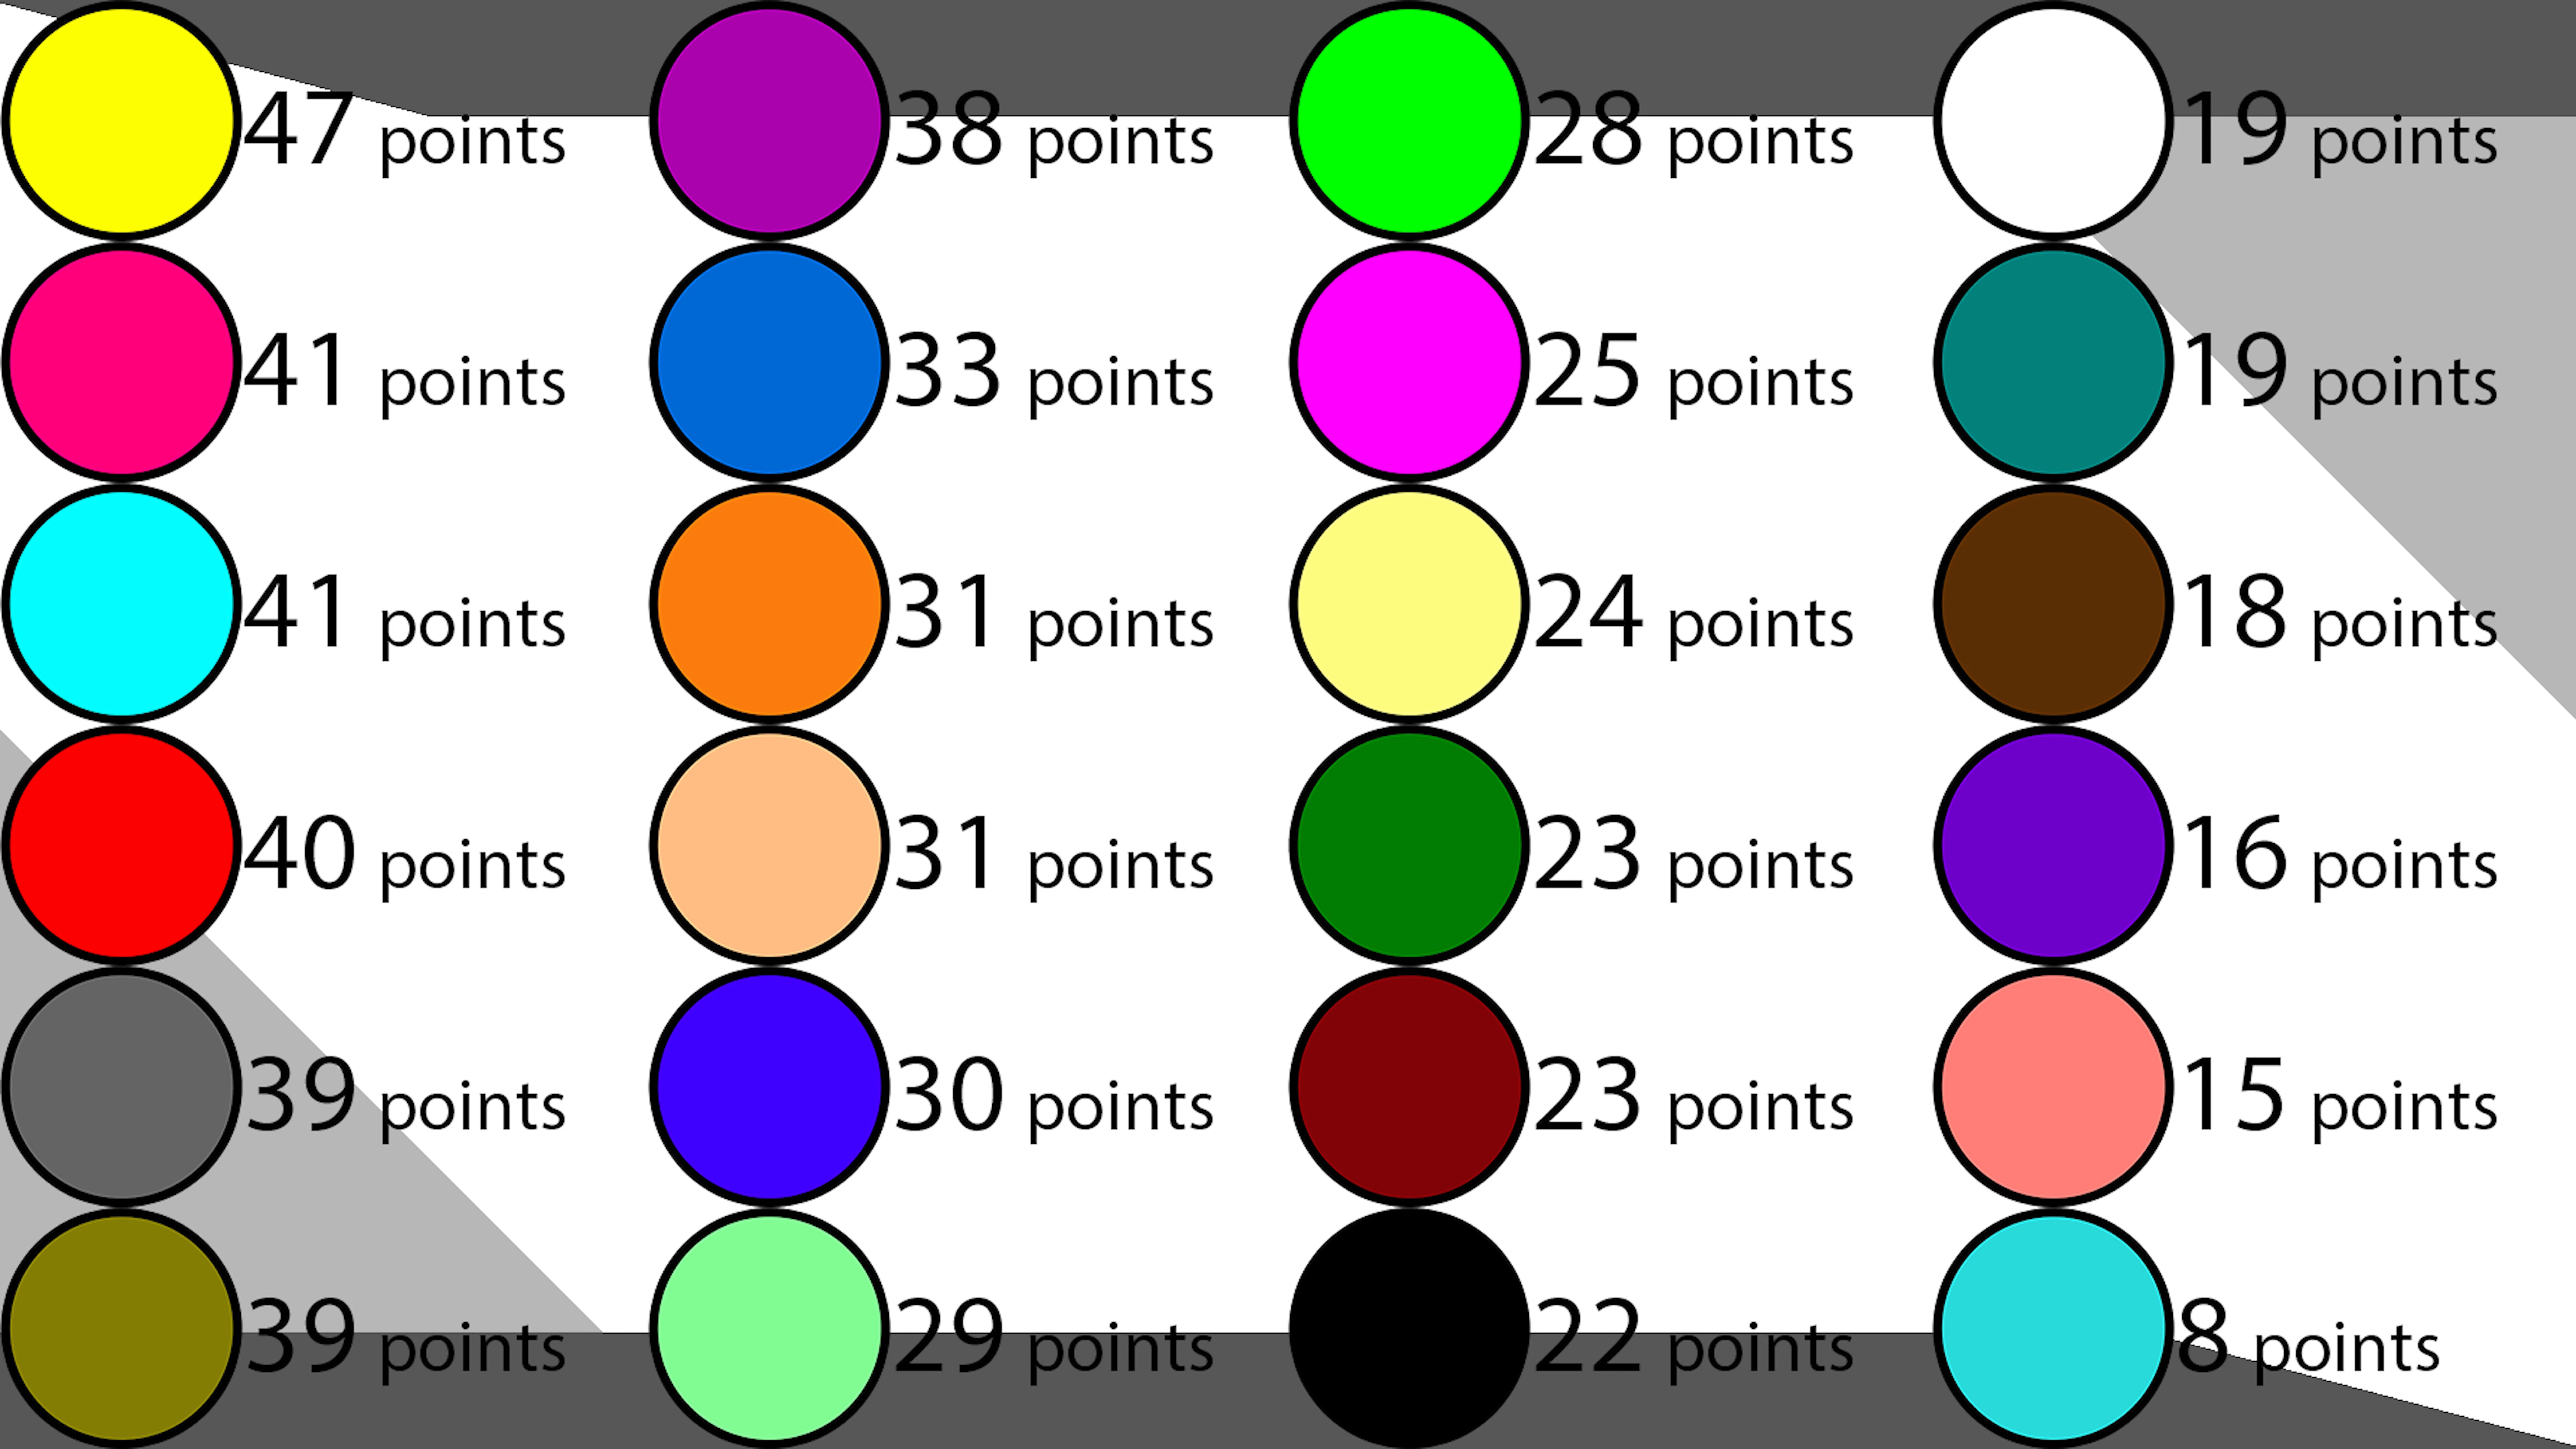 47 points
41 points
41 points
40 points
39 points
39 points
38 points
33 points
31 points
31 points
30 points
29 points
28 points
25 points
24 points
23 points
23 points
22 points
19 points
19 points
18 points
16 points
15 points
8 points